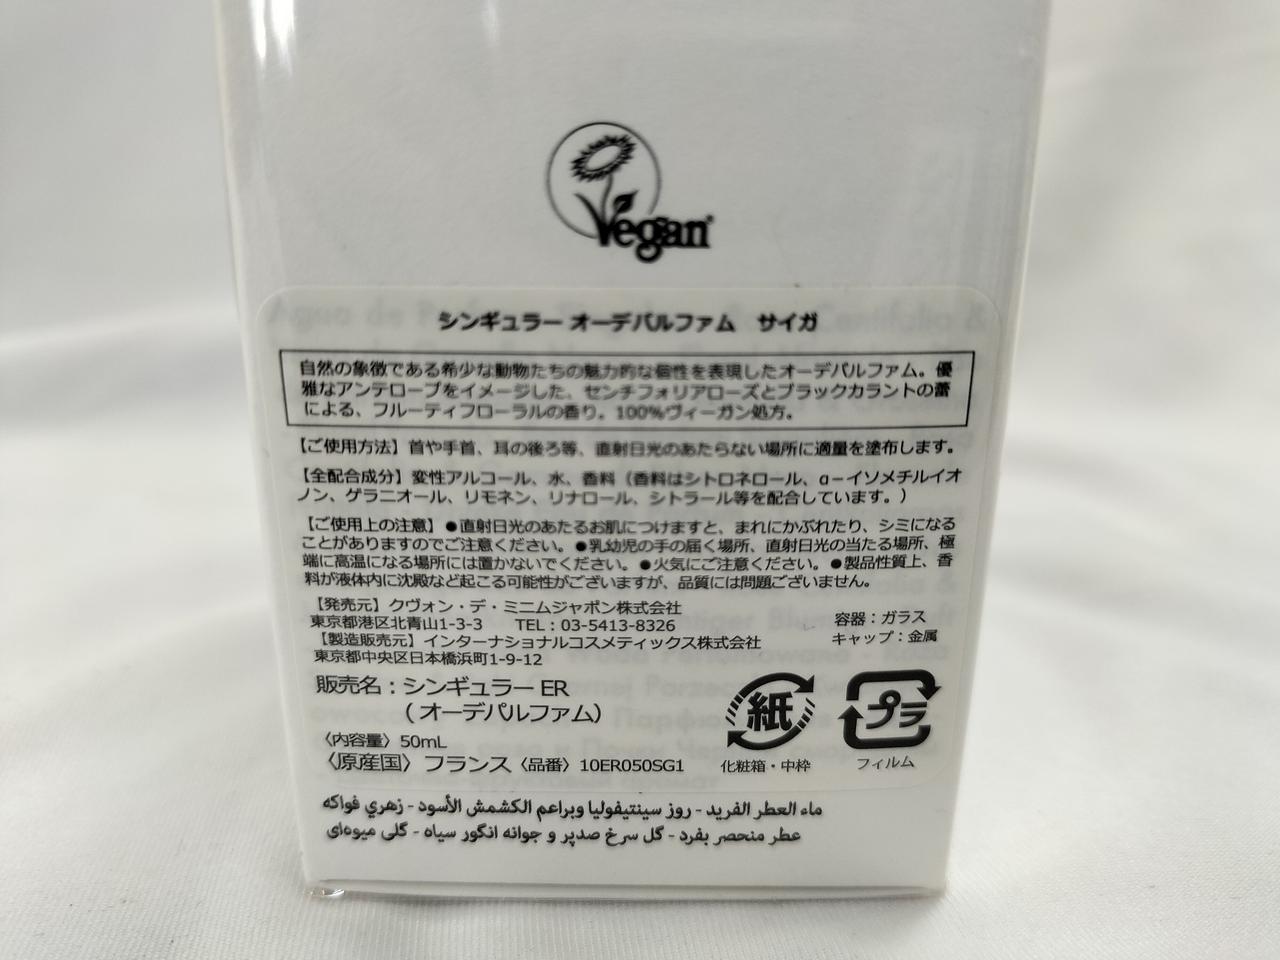 Vegan
シンギュラー オーデパルファム サイガ
自然の象徴である希少な動物たちの魅力的な個性を表現したオーデパルファム。優
雅なアンテロープをイメージした、センチフォリアローズとブラックカラントの蕾
による、フルーティフローラルの香り。100%ヴィーガン処方。
【ご使用方法】首や手首、耳の後ろ等、直射日光のあたらない場所に適量を塗布します。
【全配合成分】変性アルコール、水、香料（香料はシトロネロール、α－イソメチルイオ
ノン、ゲラニオール、リモネン、リナロール、シトラール等を配合しています。）
【ご使用上の注意】●直射日光のあたるお肌につけますと、まれにかぶれたり、シミになる
ことがありますのでご注意ください。●乳幼児の手の届く場所、直射日光の当たる場所、極
端に高温になる場所には置かないでください。●火気にご注意ください。●製品性質上、香
料が液体内に沈殿など起こる可能性がございますが、品質には問題ございません。
【発売元】クヴォン・デ・ミニムジャポン株式会社
東京都港区北青山1-3-3 TEL：03-5413-8326
【製造販売元】インターナショナルコスメティックス株式会社
東京都中央区日本橋浜町1-9-12
容器：ガラス
キャップ：金属
販売名：シンギュラー ER
（オーデパルファム）
〈内容量〉50mL
〈原産国〉フランス〈品番〉10ER050SG1
紙
化粧箱・中枠
プラ
フィルム
ماء العطر الفريد - روز سينتيفوليا وبراعم الكشمش الأسود - زهري فواكه
عطر منحصر بفرد - گل سرخ صدپر و جوانه انگور سیاه - گلی میوه‌ای